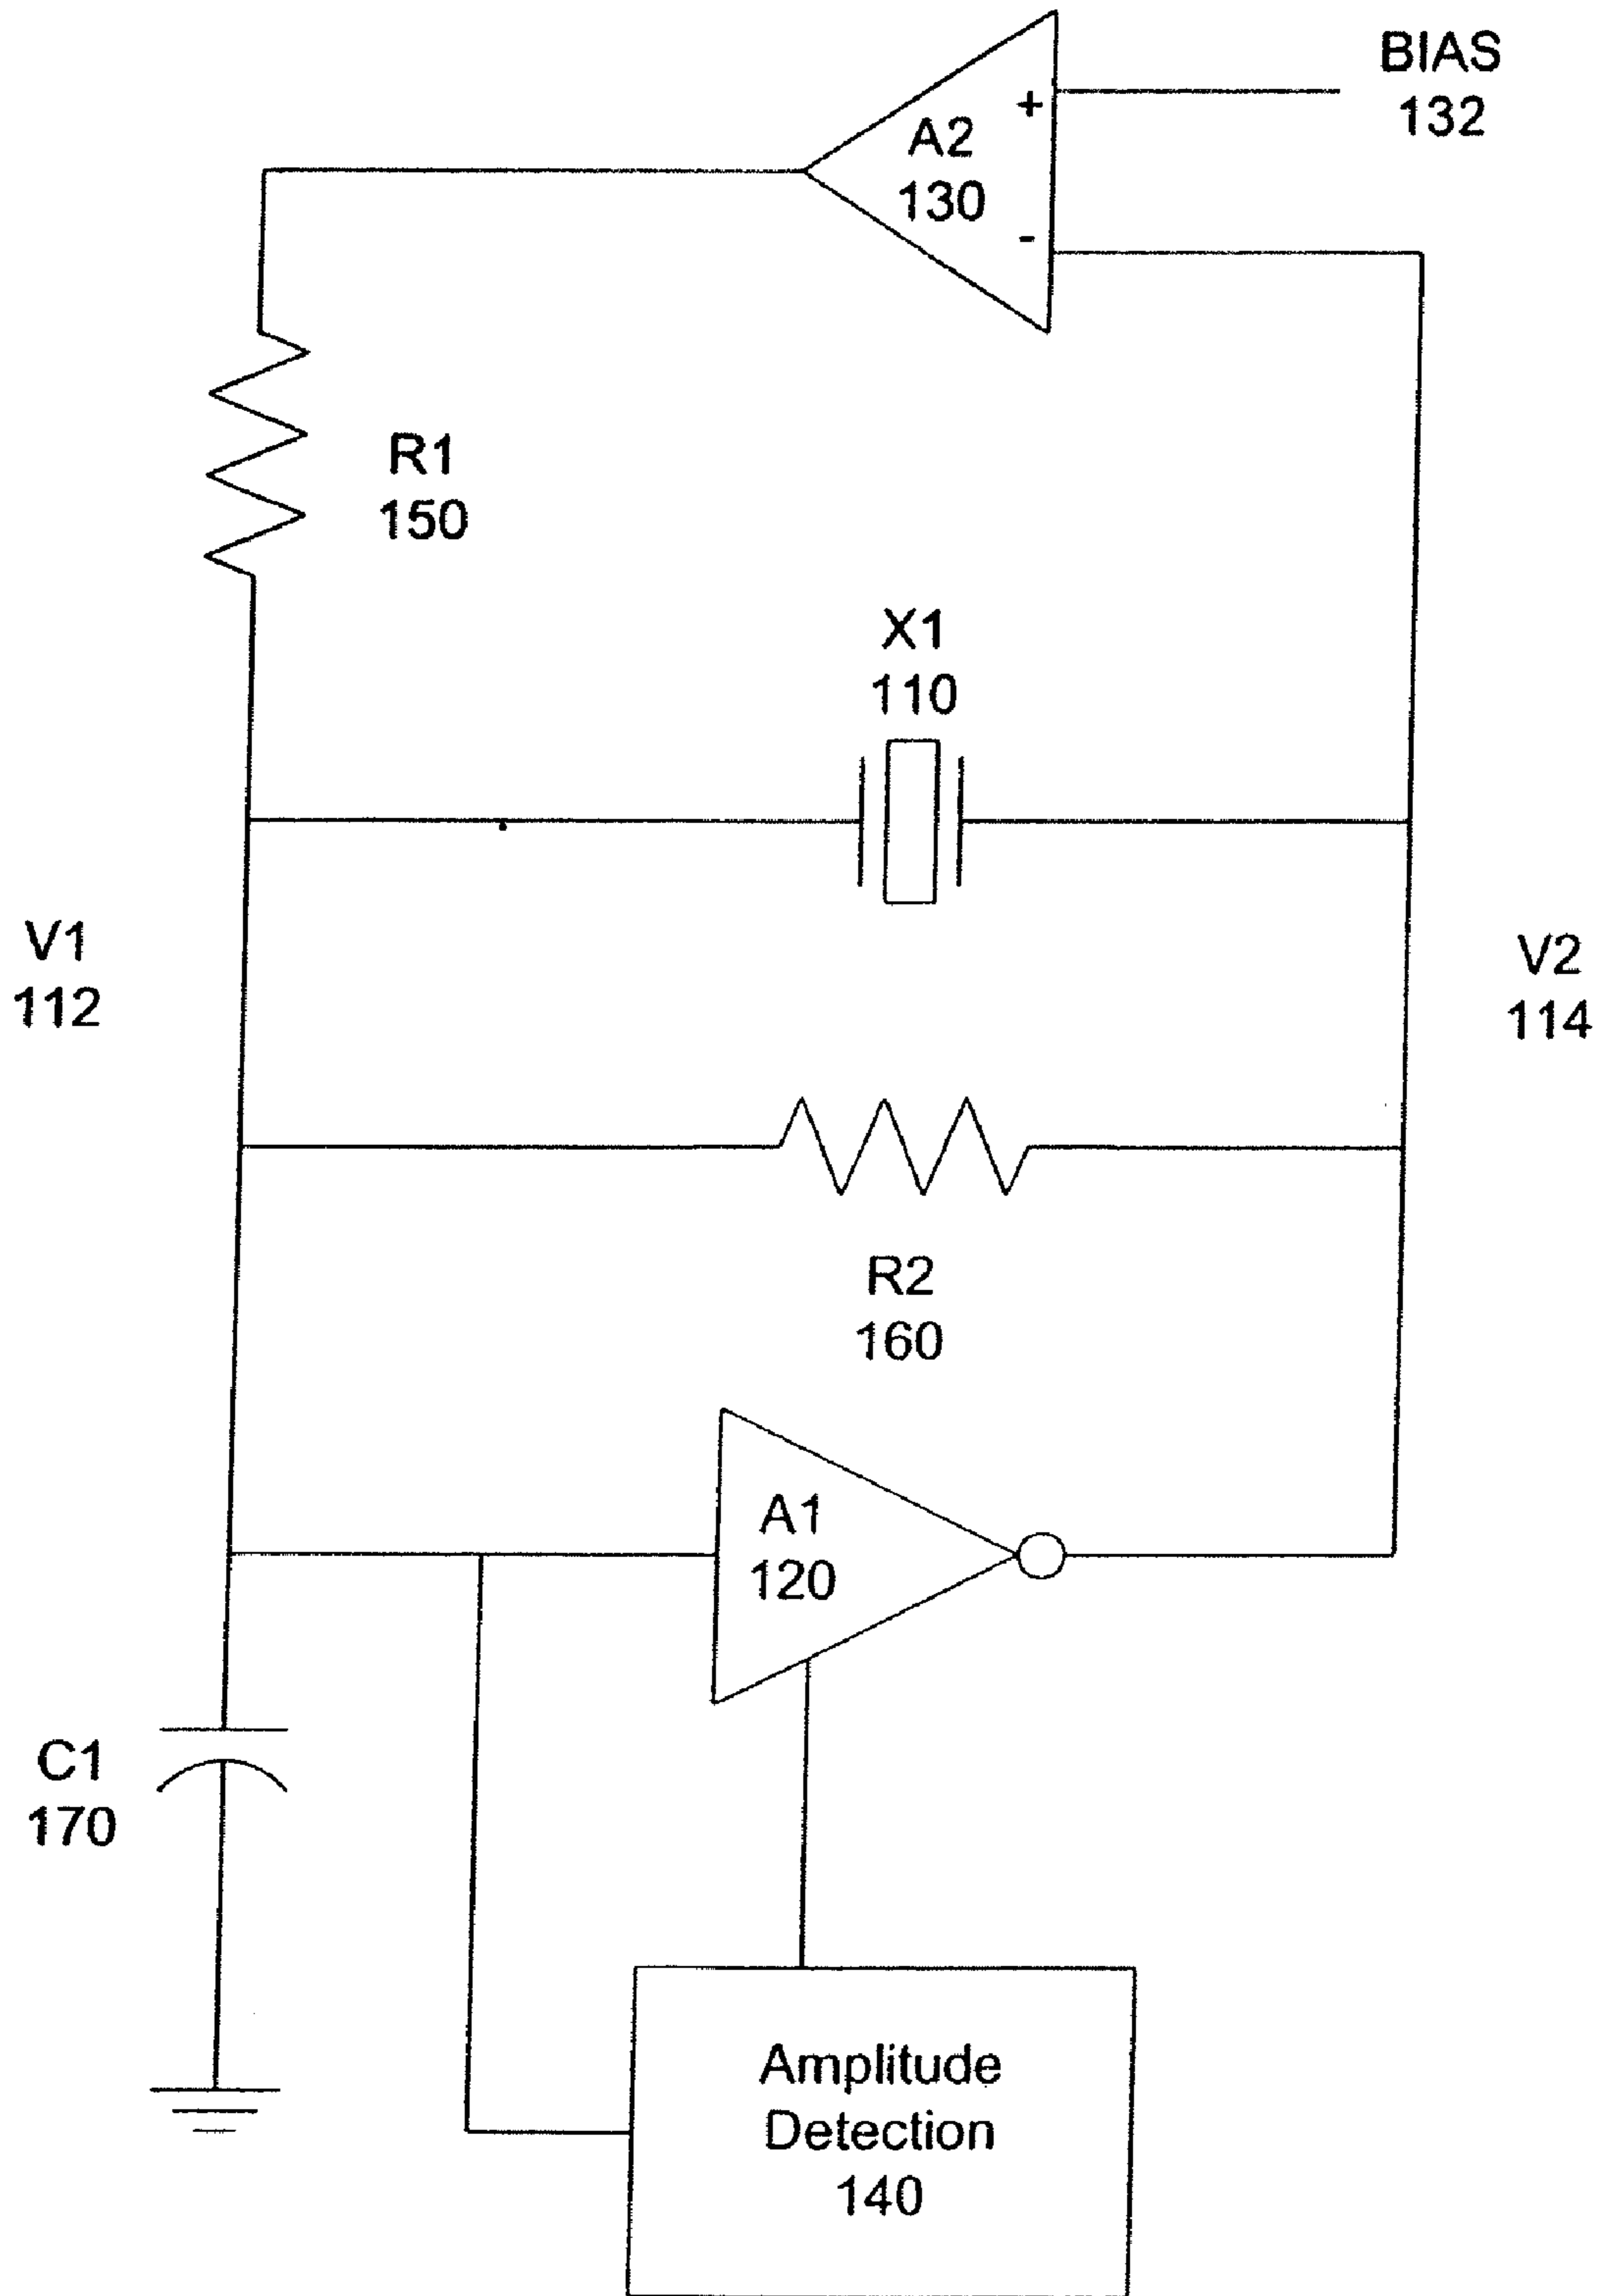 BIAS
132
+
A2
130
-
R1
150
X1
110
V1
112
V2
114
R2
160
A1
120
C1
170
Amplitude
Detection
140